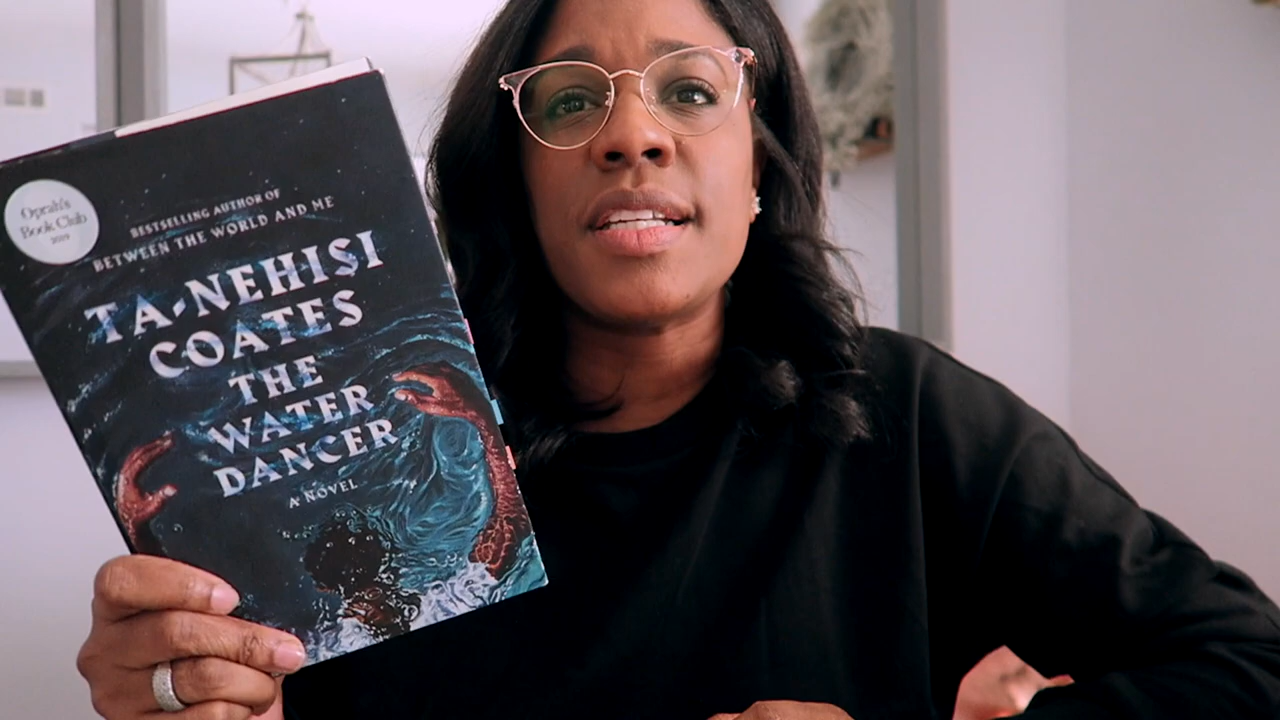 Oprah's
Book Club
2019
BESTSELLING AUTHOR OF
BETWEEN THE WORLD AND ME
TA-NEHISI
COATES
THE
WATER
DANCER
A NOVEL